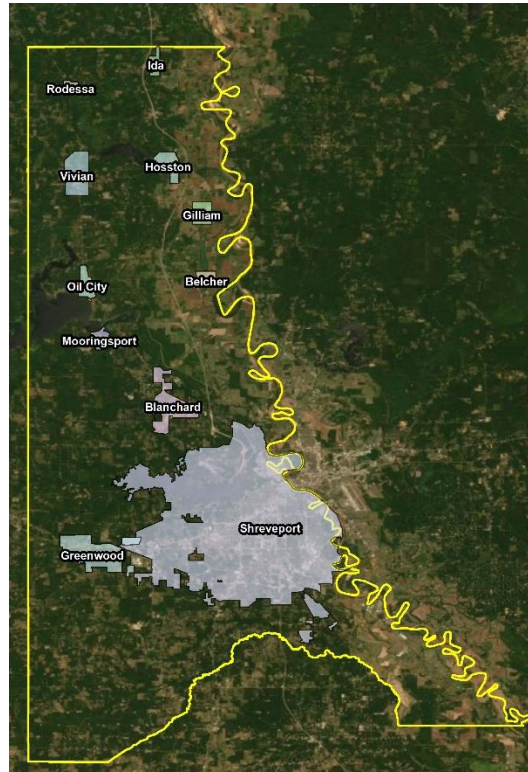 Ida
Rodessa
Hosston
Vivian
Gilliam
Belcher
Oil City
Mooringsport
Blanchard
Shreveport
Greenwood